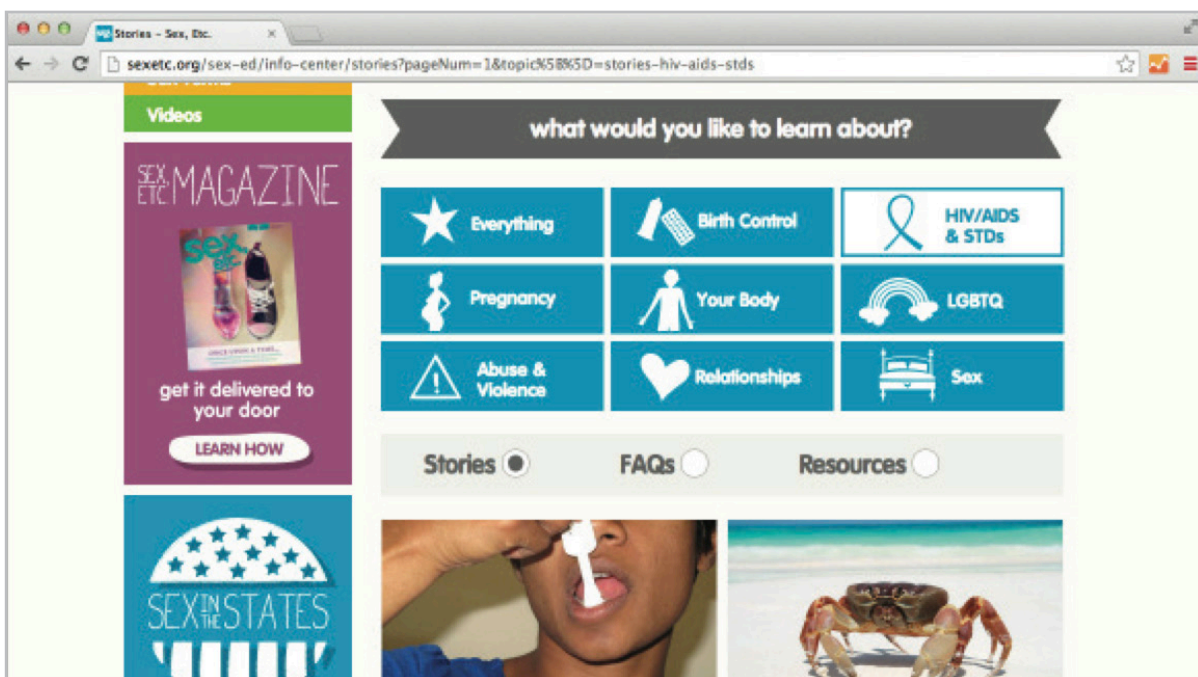 Stories - Sex, Etc.
sexetc.org/sex-ed/info-center/stories?pageNum=1&topic%5B%5D=stories-hiv-aids-stds
Videos
SEX, ETC. MAGAZINE
sex, etc.
get it delivered to
your door
LEARN HOW
SEX IN THE STATES
what would you like to learn about?
Everything
Birth Control
HIV/AIDS
& STDs
Pregnancy
Your Body
LGBTQ
Abuse &
Violence
Relationships
Sex
Stories
FAQs
Resources